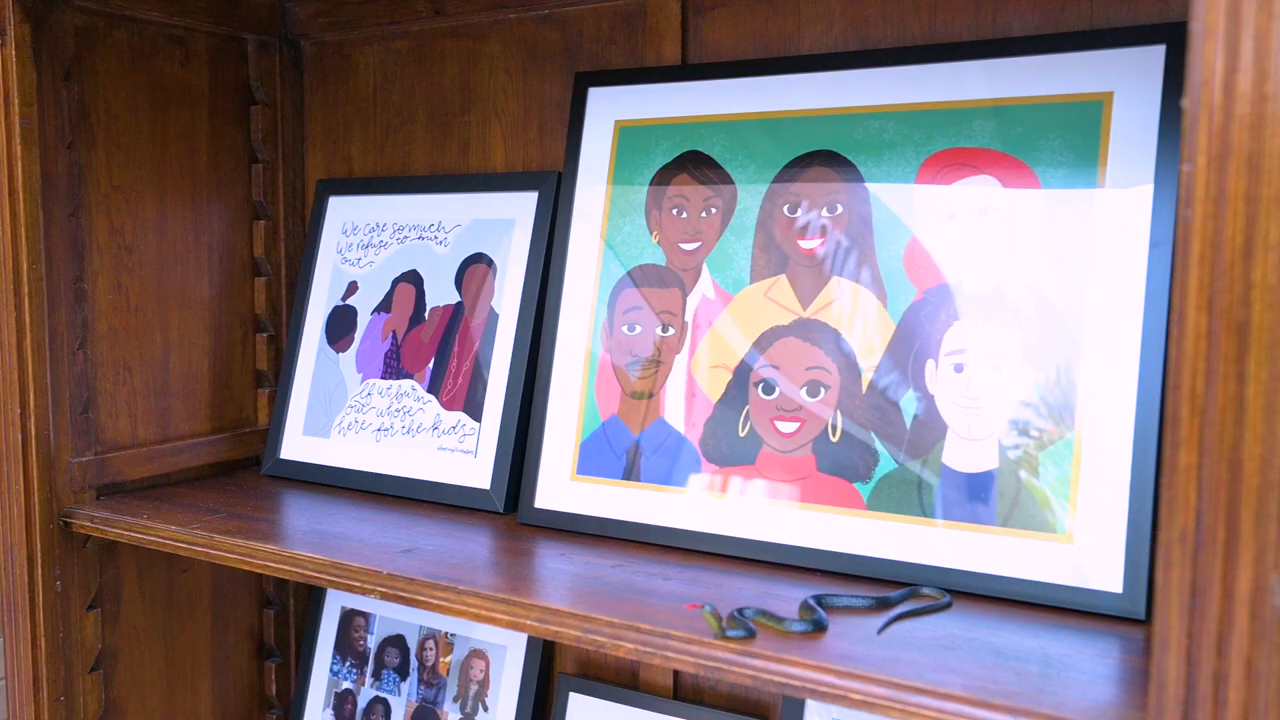 We care so much
We refuse to burn
out.
If we burn
out whose
here for the kids